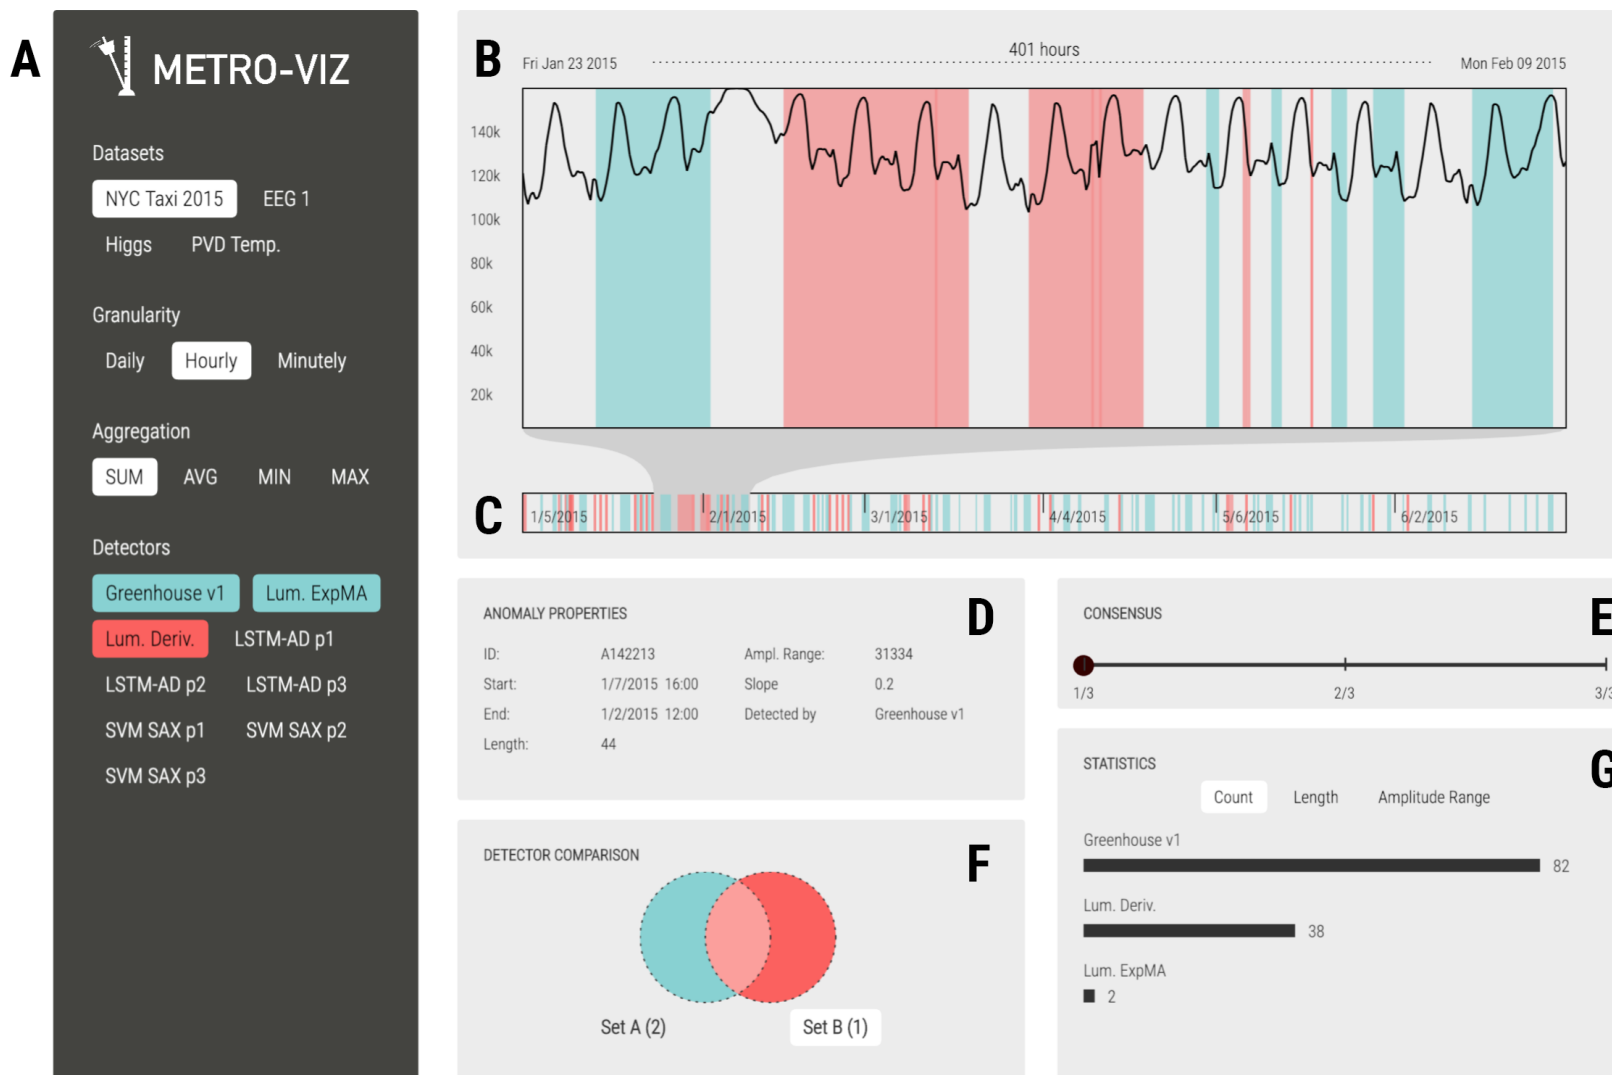 A
METRO-VIZ
Datasets
NYC Taxi 2015 EEG 1
Higgs PVD Temp.
Granularity
Daily Hourly Minutely
Aggregation
SUM AVG MIN MAX
Detectors
Greenhouse v1 Lum. ExpMA
Lum. Deriv. LSTM-AD p1
LSTM-AD p2 LSTM-AD p3
SVM SAX p1 SVM SAX p2
SVM SAX p3
B
Fri Jan 23 2015 401 hours Mon Feb 09 2015
140k
120k
100k
80k
60k
40k
20k
C
1/5/2015 2/1/2015 3/1/2015 4/4/2015 5/6/2015 6/2/2015
ANOMALY PROPERTIES D
ID: A142213 Ampl. Range: 31334
Start: 1/7/2015 16:00 Slope 0.2
End: 1/2/2015 12:00 Detected by Greenhouse v1
Length: 44
CONSENSUS E
1/3 2/3 3/3
DETECTOR COMPARISON F
Set A (2) Set B (1)
STATISTICS G
Count Length Amplitude Range
Greenhouse v1
82
Lum. Deriv.
38
Lum. ExpMA
2